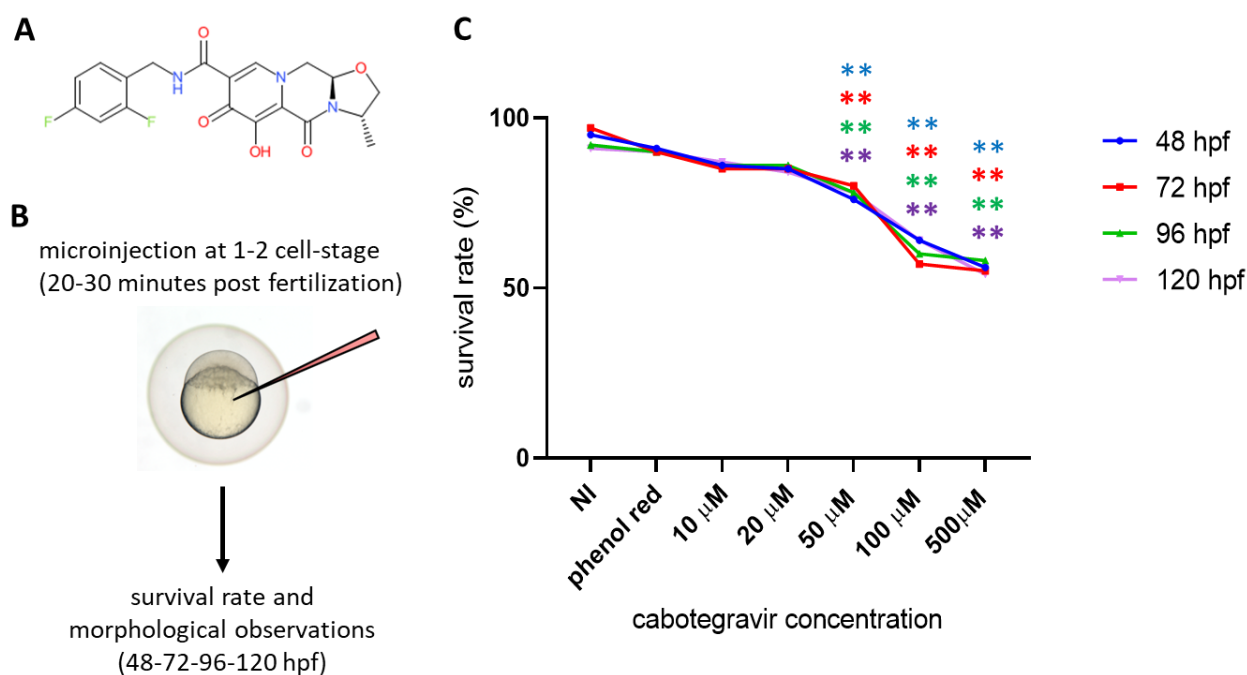 A
F
F
O
N
H
O
OH
N
O
N
O
B
microinjection at 1-2 cell-stage
(20-30 minutes post fertilization)
survival rate and
morphological observations
(48-72-96-120 hpf)
C
survival rate (%)
100
50
0
**
**
**
**
**
**
**
**
**
**
**
**
NI
phenol red
10 µM
20 µM
50 µM
100 µM
500µM
cabotegravir concentration
48 hpf
72 hpf
96 hpf
120 hpf